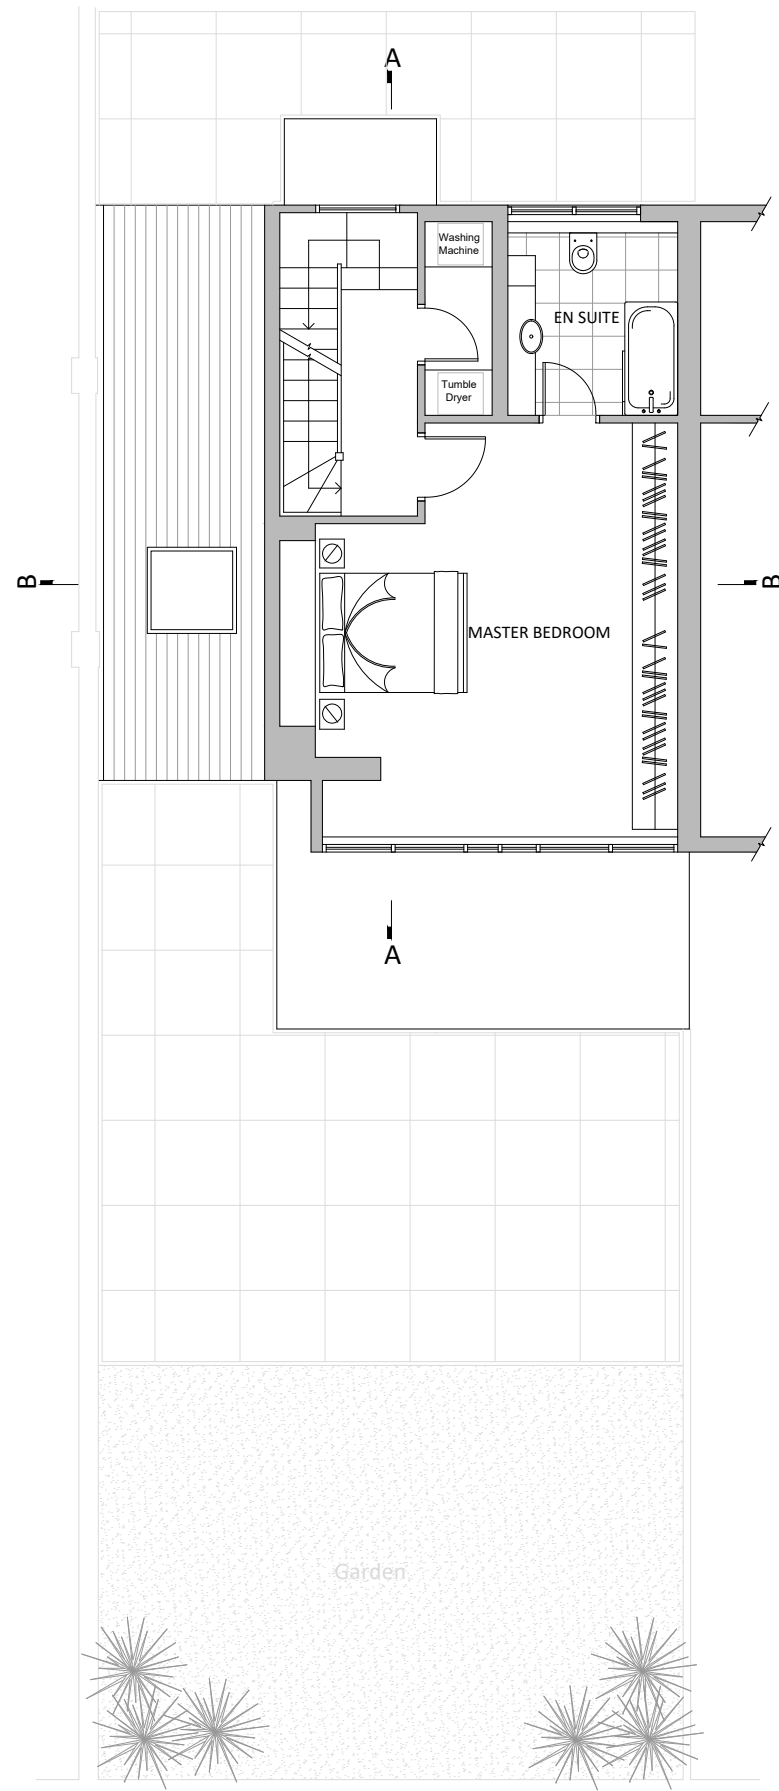 A
Washing
Machine
EN SUITE
Tumble
Dryer
B
B
MASTER BEDROOM
A
Garden